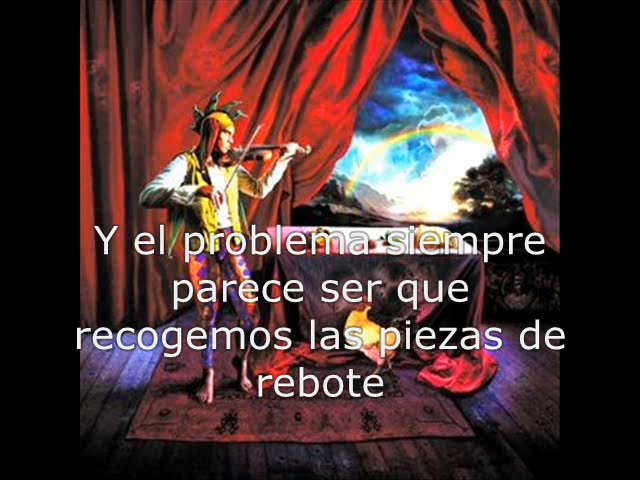 Y el problema siempre
parece ser que
recogemos las piezas de
rebote